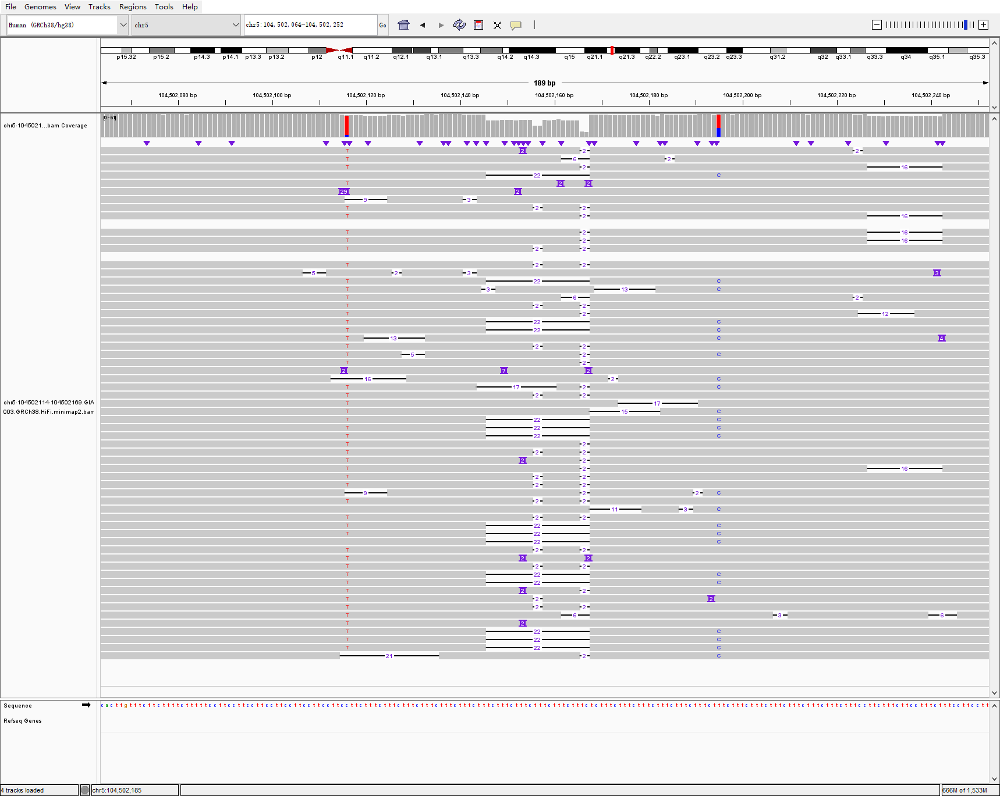 File Genomes View Tracks Regions Tools Help
Human (GRCh38/hg38) chr5 chr5:104,502,064-104,502,252 Go
p15.32 p15.2 p14.3 p14.1 p13.3 p13.2 p12 q11.1 q11.2 q12.1 q13.1 q13.3 q14.2 q14.3 q15 q21.1 q21.3 q22.2 q23.1 q23.2 q23.3 q31.2 q32 q33.1 q33.3 q34 q35.1 q35.3
189 bp
104,502,080 bp 104,502,100 bp 104,502,120 bp 104,502,140 bp 104,502,160 bp 104,502,180 bp 104,502,200 bp 104,502,220 bp 104,502,240 bp
[0-61]
chr5-1045021...bam Coverage
T 2 2 2
T 6 2
T 2 16
22 C
T 2 2
29 2
9 3
T 2 2
T 2 16
T 2 16
T 2 16
T 2 2
T 2 2
5 2 3 3
T 22 C
T 3 13 C
T 6 2
T 2 2
T 2 12
T 22 C
T 22 C
T 13 C 4
T 2 2
T 5 2 C
T 2
2 7 2
16 2 C
T 17 2 C
T 2 2
chr5-104502114-104502169.GIA
T 17
003.GRCh38.HiFi.minimap2.bam
T 15 C
T 22 C
T 22 C
T 22 C
T 2
T 2 2
T 2 2
T 2 16
T 2 2
T 2 2
9 2 2 C
T 2 2
11 3 C
T 2 2
T 22 C
T 22 C
22 C
T 2 2
T 2 2
T 2 2
T 22 C
T 22 C
T 2 2
T 2 2
T 2 2
T 6 3 6
T 2
T 22 C
T 22 C
T 22 C
21 2 C
Sequence
Refseq Genes
4 tracks loaded chr5:104,502,185 666M of 1,533M